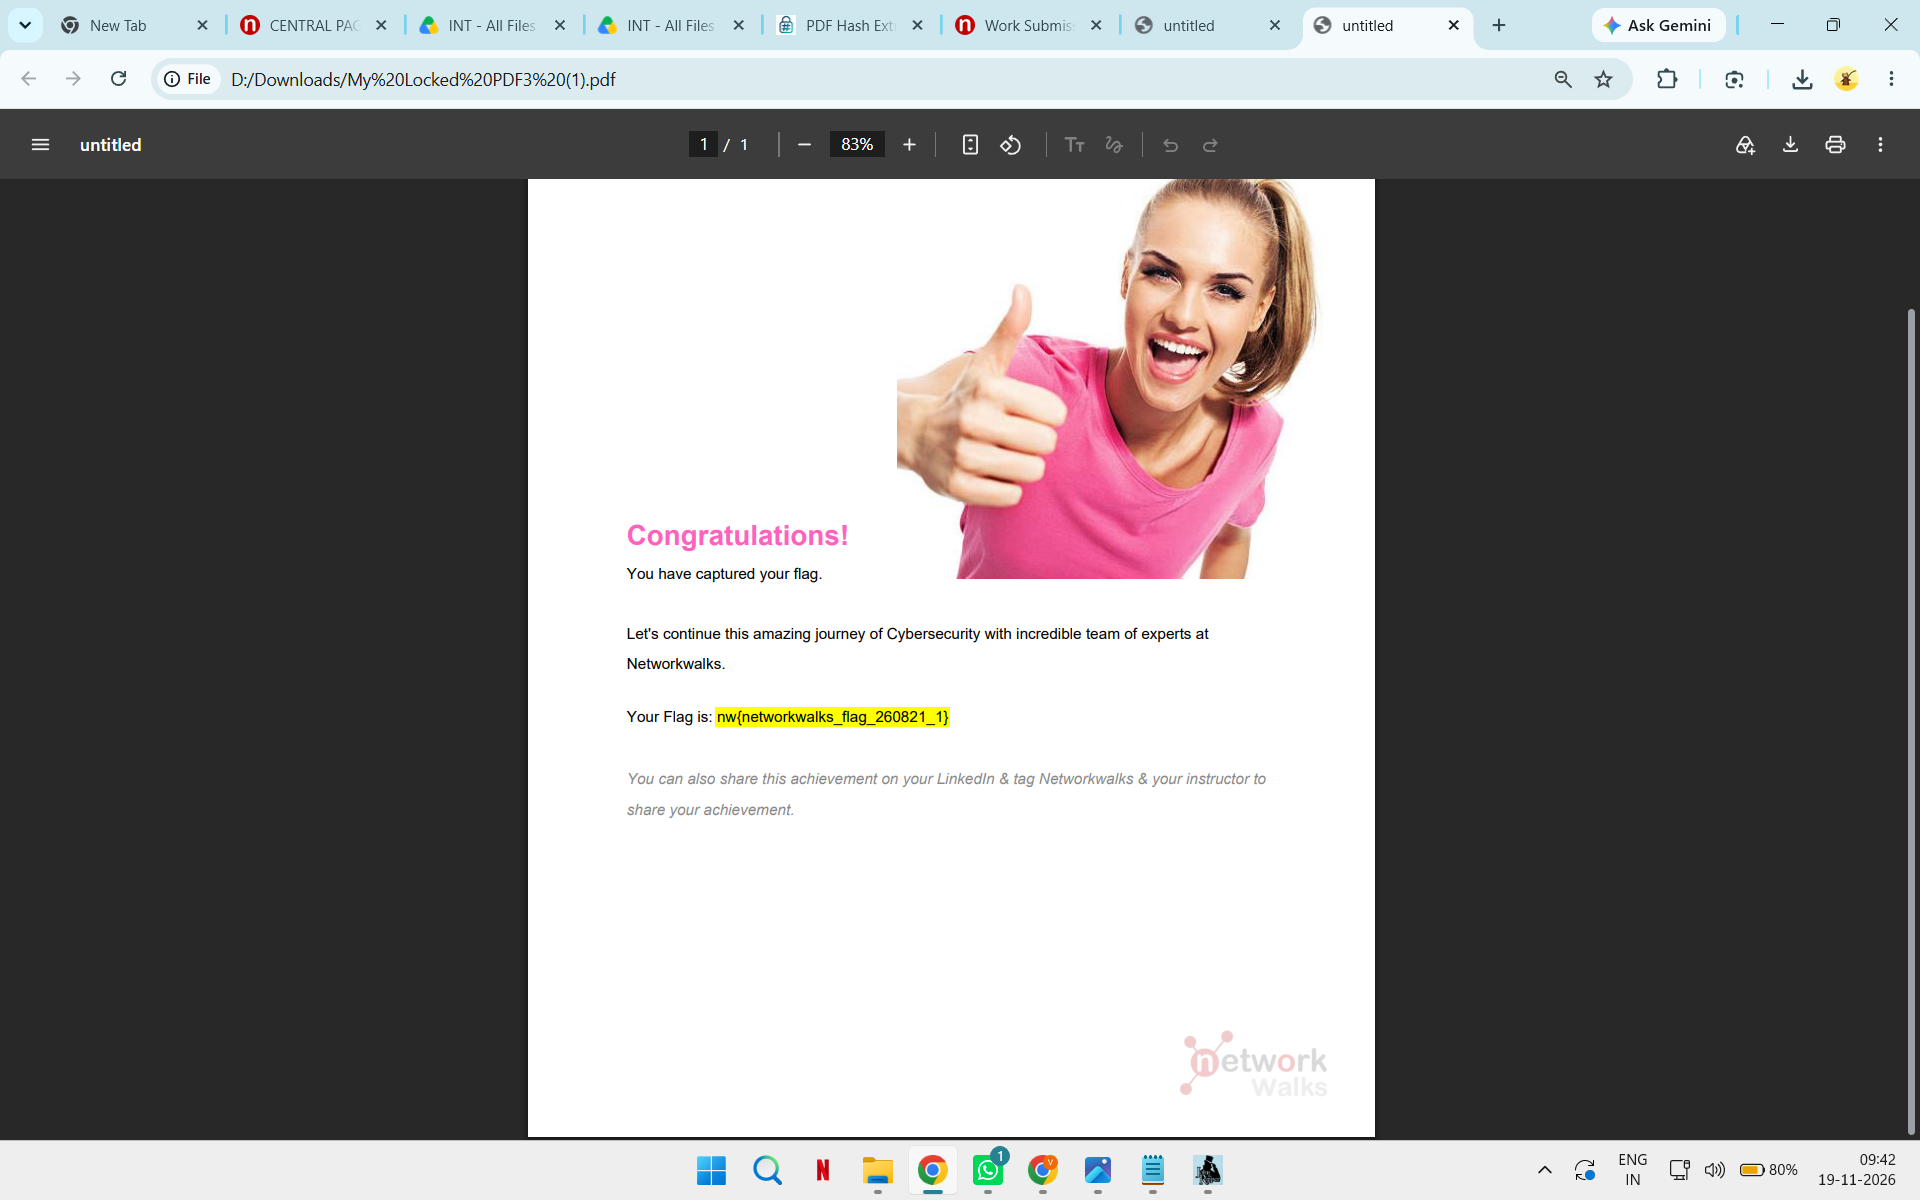 New Tab
CENTRAL PAG
INT - All Files
INT - All Files
PDF Hash Ext
Work Submis
untitled
untitled
Ask Gemini
File
D:/Downloads/My%20Locked%20PDF3%20(1).pdf
untitled
1 / 1
83%
Congratulations!
You have captured your flag.
Let's continue this amazing journey of Cybersecurity with incredible team of experts at
Networkwalks.
Your Flag is: nw{networkwalks_flag_260821_1}
You can also share this achievement on your LinkedIn & tag Networkwalks & your instructor to
share your achievement.
network
Walks
1
ENG
IN
80%
09:42
19-11-2026